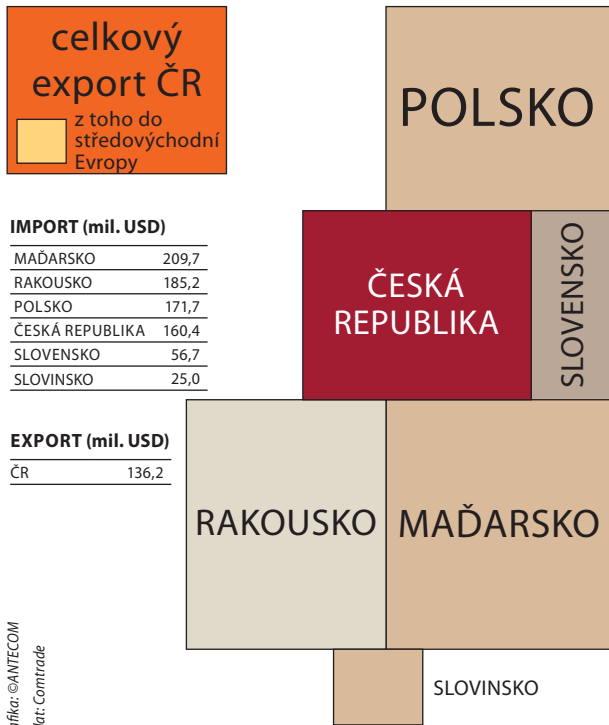 celkový
export ČR
z toho do
středovýchodní
Evropy
POLSKO
IMPORT (mil. USD)
MAĎARSKO 209,7
RAKOUSKO 185,2
POLSKO 171,7
ČESKÁ REPUBLIKA 160,4
SLOVENSKO 56,7
SLOVINSKO 25,0
ČESKÁ
REPUBLIKA
SLOVENSKO
EXPORT (mil. USD)
ČR 136,2
RAKOUSKO
MAĎARSKO
SLOVINSKO
©ANTECOM
Comtrade